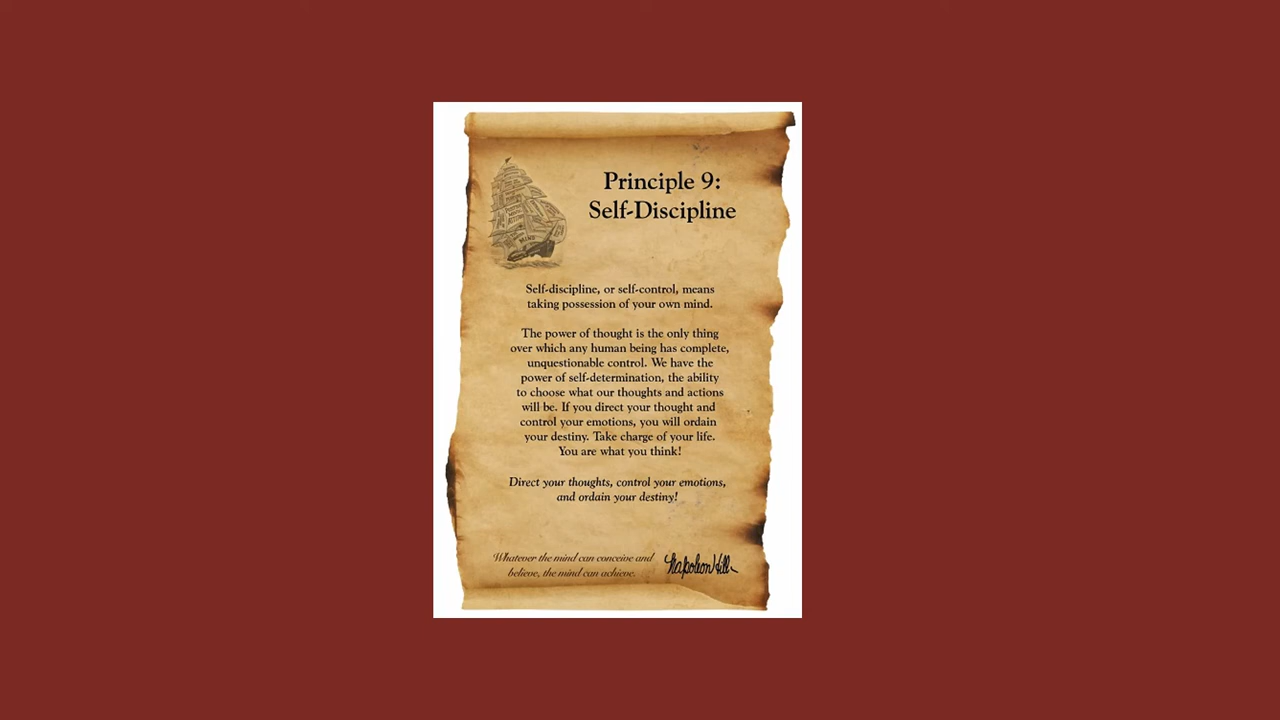 Principle 9:
Self-Discipline
Self-discipline, or self-control, means
taking possession of your own mind.
The power of thought is the only thing
over which any human being has complete,
unquestionable control. We have the
power of self-determination, the ability
to choose what our thoughts and actions
will be. If you direct your thought and
control your emotions, you will ordain
your destiny. Take charge of your life.
You are what you think!
Direct your thoughts, control your emotions,
and ordain your destiny!
Whatever the mind can conceive and
believe, the mind can achieve.
Napoleon Hill